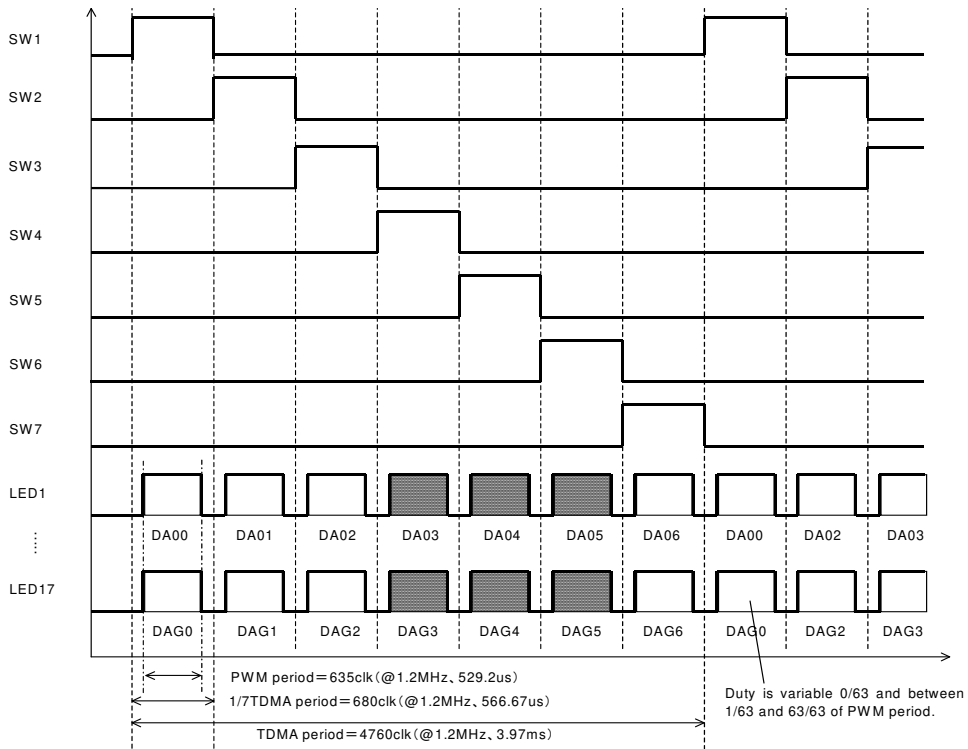 SW1
SW2
SW3
SW4
SW5
SW6
SW7
LED1
DA00 DA01 DA02 DA03 DA04 DA05 DA06 DA00 DA02 DA03
......
LED17
DAG0 DAG1 DAG2 DAG3 DAG4 DAG5 DAG6 DAG0 DAG2 DAG3
PWM period=635clk(@1.2MHz、529.2us)
1/7TDMA period=680clk(@1.2MHz、566.67us)
TDMA period=4760clk(@1.2MHz、3.97ms)
Duty is variable 0/63 and between
1/63 and 63/63 of PWM period.